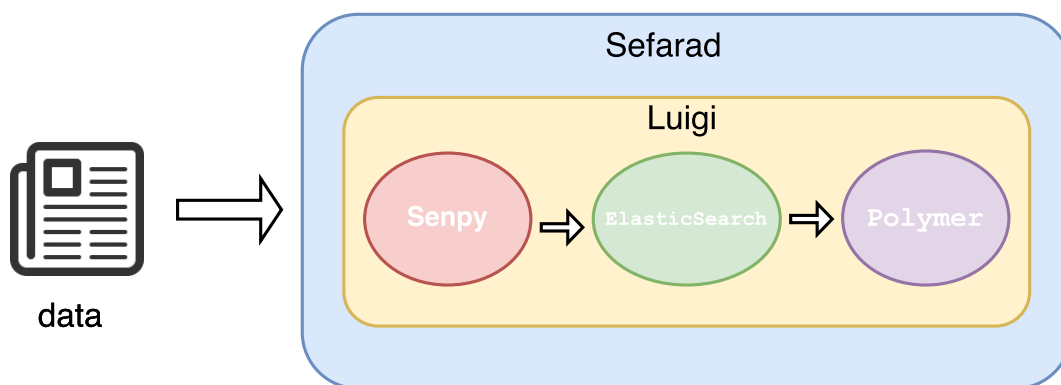 Sefarad
Luigi
Senpy
ElasticSearch
Polymer
data